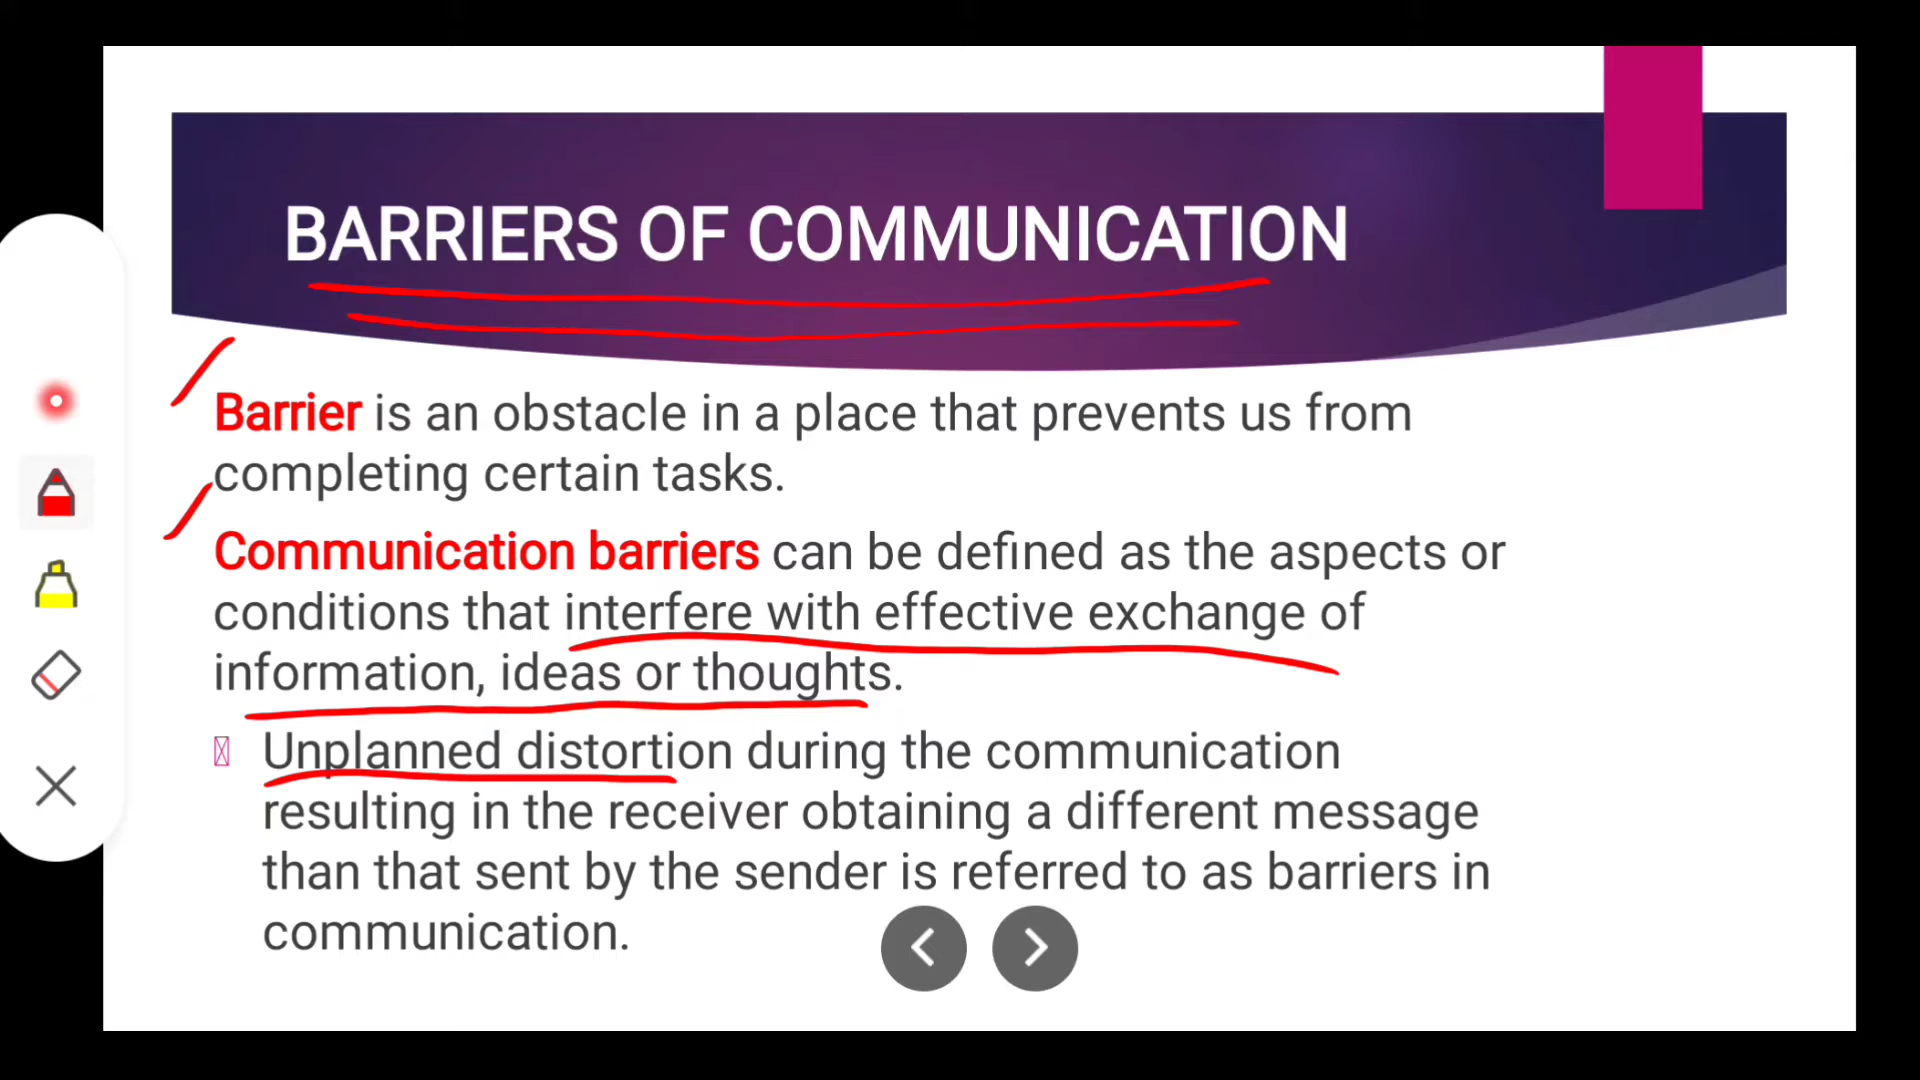 BARRIERS OF COMMUNICATION
Barrier is an obstacle in a place that prevents us from
completing certain tasks.
Communication barriers can be defined as the aspects or
conditions that interfere with effective exchange of
information, ideas or thoughts.
Unplanned distortion during the communication
resulting in the receiver obtaining a different message
than that sent by the sender is referred to as barriers in
communication.